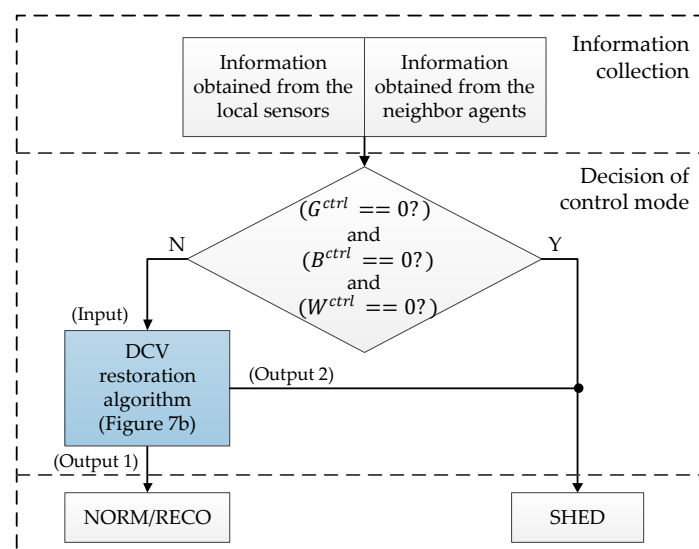 Information
collection
Information
obtained from the
local sensors
Information
obtained from the
neighbor agents
Decision of
control mode
(G^ctrl == 0?)
and
(B^ctrl == 0?)
and
(W^ctrl == 0?)
N
Y
(Input)
DCV
restoration
algorithm
(Figure 7b)
(Output 2)
(Output 1)
NORM/RECO
SHED